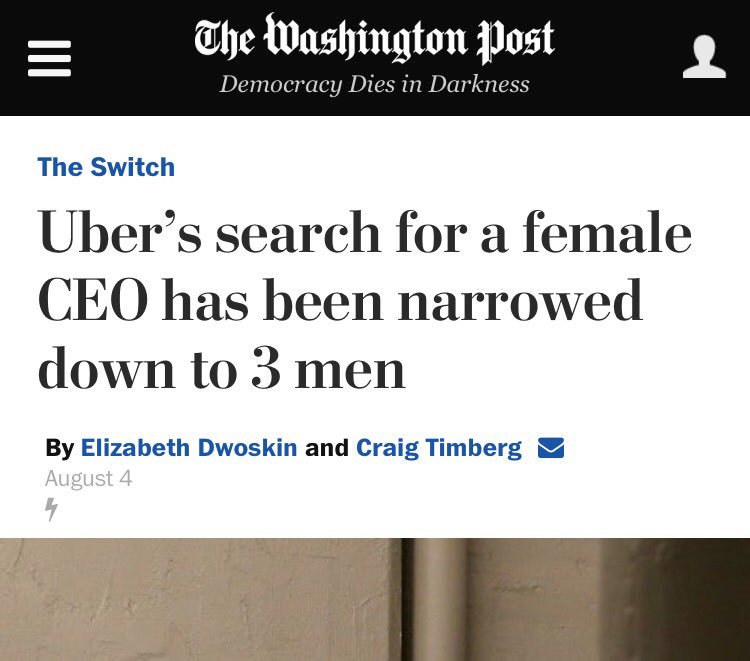 The Washington Post
Democracy Dies in Darkness
The Switch
Uber’s search for a female
CEO has been narrowed
down to 3 men
By Elizabeth Dwoskin and Craig Timberg
August 4